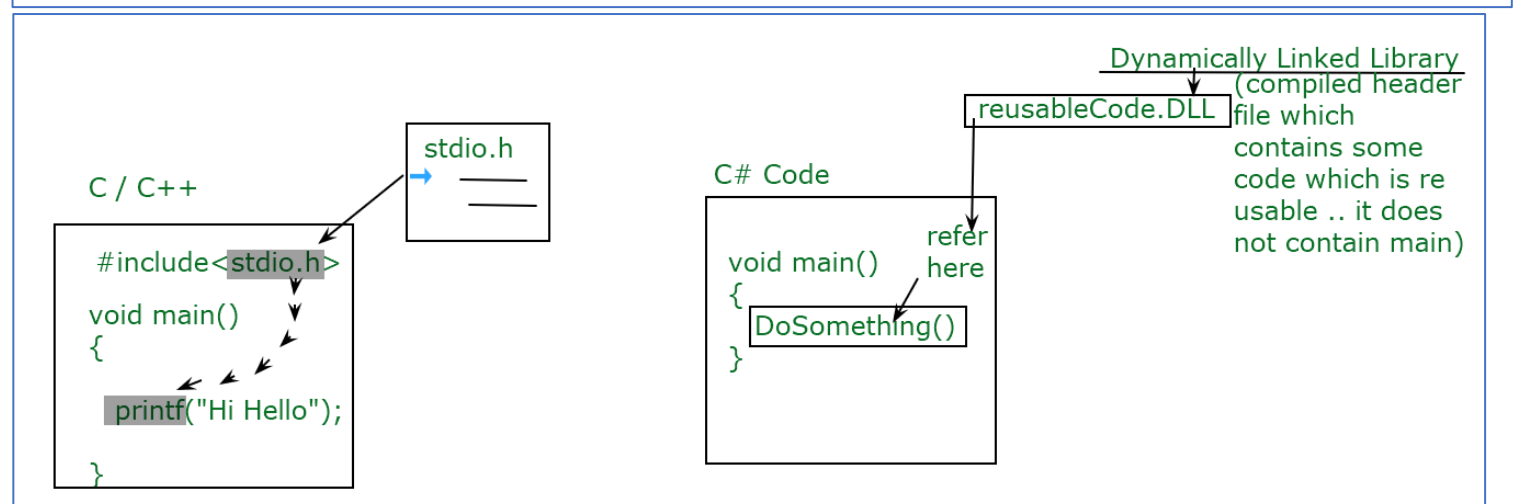 C / C++
#include<stdio.h>
void main()
{
printf("Hi Hello");
}
stdio.h
C# Code
void main()
{
DoSomething()
}
refer
here
reusableCode.DLL
Dynamically Linked Library
(compiled header
file which
contains some
code which is re
usable .. it does
not contain main)